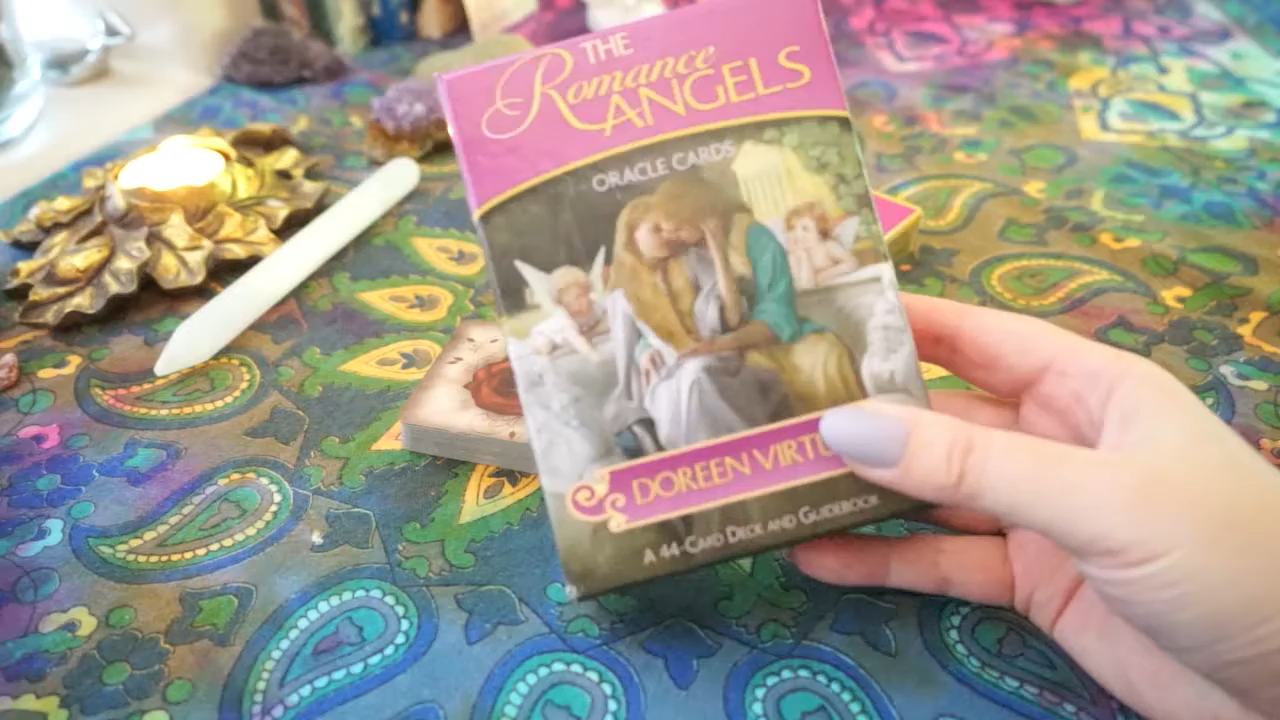 THE
Romance
ANGELS
ORACLE CARDS
DOREEN VIRTU
A 44-CARD DECK AND GUIDEBOOK